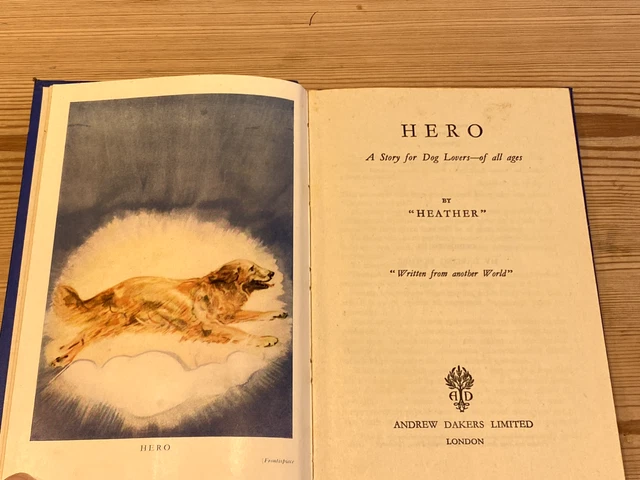 HERO
[Frontispiece
HERO
A Story for Dog Lovers—of all ages
BY
"HEATHER"
"Written from another World"
A D
ANDREW DAKERS LIMITED
LONDON